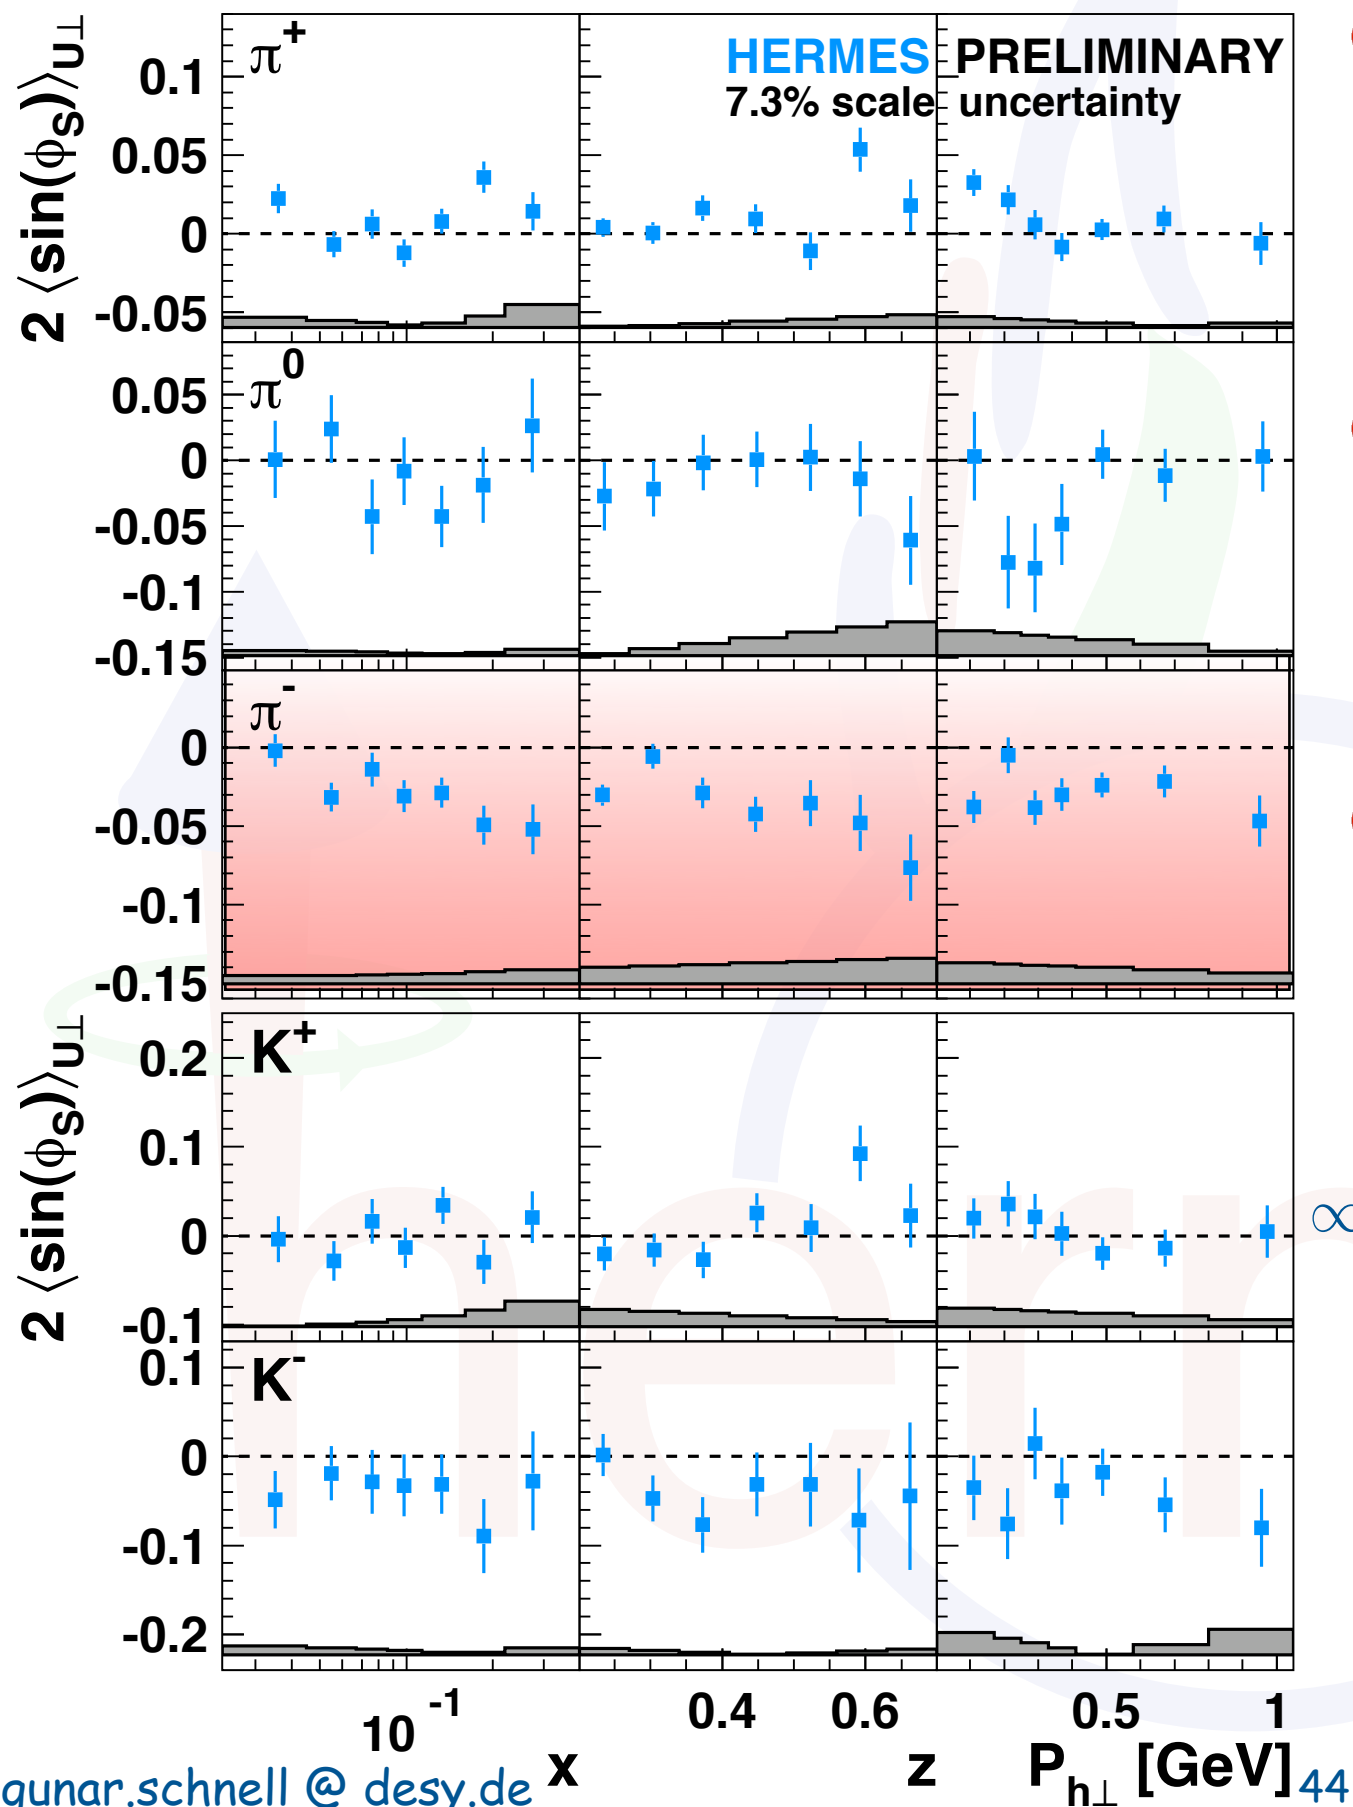 2 ⟨sin(ϕS)⟩U⊥
π+
HERMES PRELIMINARY
7.3% scale uncertainty
0.1
0.05
0
-0.05
π0
0.05
0
-0.05
-0.1
-0.15
π-
0
-0.05
-0.1
-0.15
2 ⟨sin(ϕS)⟩U⊥
K+
0.2
0.1
0
-0.1
∝
K-
0.1
0
-0.1
-0.2
10-1 0.4 0.6 0.5 1
x z Ph⊥ [GeV]
gunar.schnell @ desy.de 44
herm